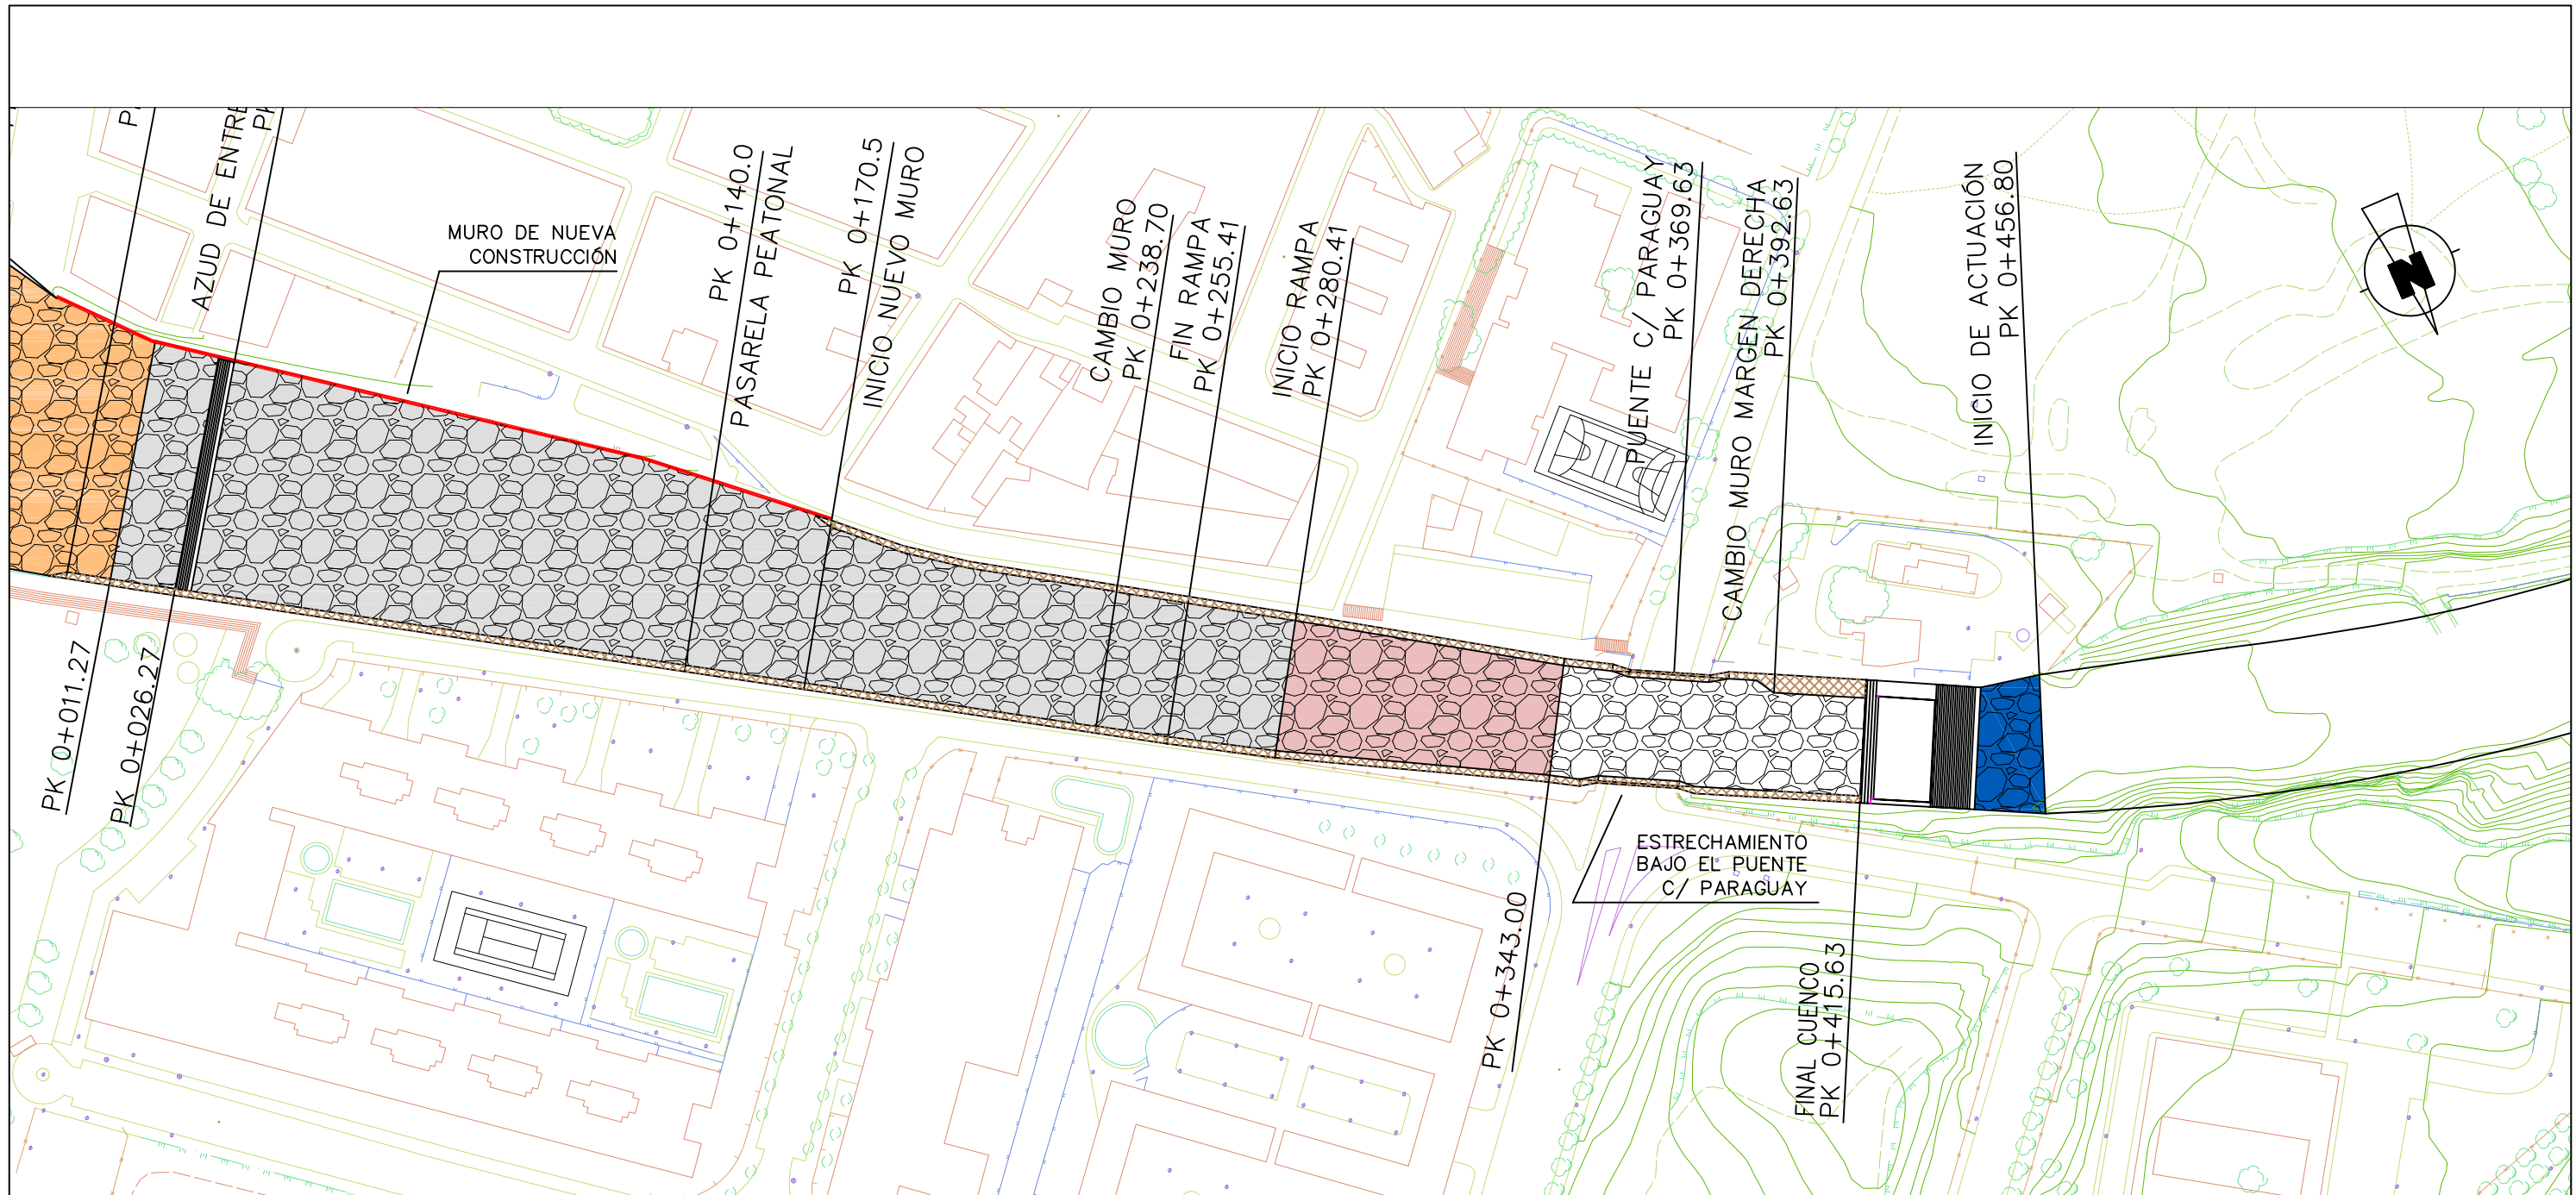 AZUD DE ENTRE
MURO DE NUEVA
CONSTRUCCIÓN
PK 0+140.0
PASARELA PEATONAL
PK 0+170.5
INICIO NUEVO MURO
CAMBIO MURO
PK 0+238.70
FIN RAMPA
PK 0+255.41
INICIO RAMPA
PK 0+280.41
PUENTE C/ PARAGUAY
PK 0+369.63
CAMBIO MURO MARGEN DERECHA
PK 0+392.63
INICIO DE ACTUACIÓN
PK 0+456.80
N
PK 0+011.27
PK 0+026.27
PK 0+343.00
ESTRECHAMIENTO
BAJO EL PUENTE
C/ PARAGUAY
FINAL CUENCO
PK 0+415.63